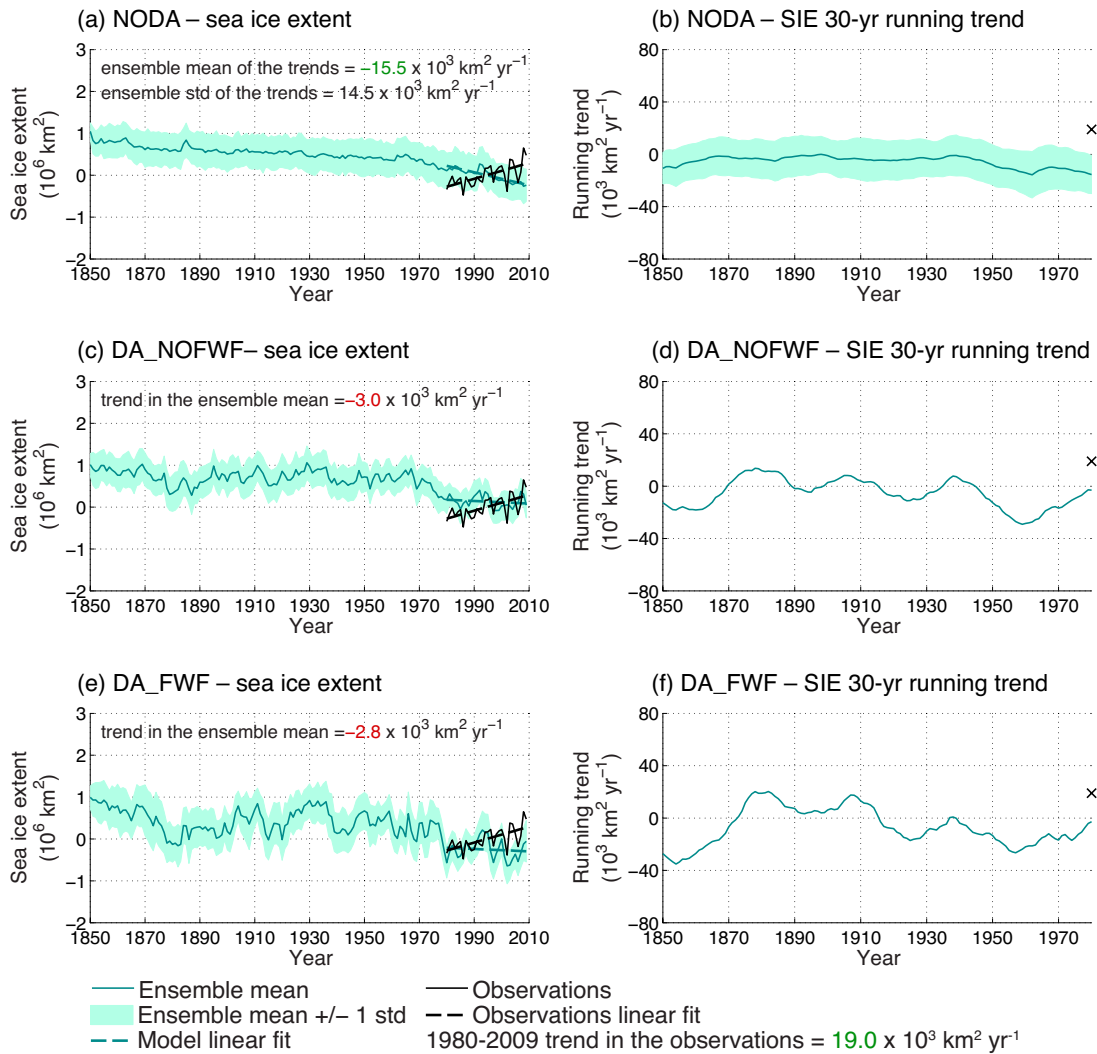 (a) NODA – sea ice extent
ensemble mean of the trends = −15.5 x 10³ km² yr⁻¹
ensemble std of the trends = 14.5 x 10³ km² yr⁻¹
Sea ice extent
(10⁶ km²)
3
2
1
0
−1
−2
1850 1870 1890 1910 1930 1950 1970 1990 2010
Year
(b) NODA – SIE 30-yr running trend
Running trend
(10³ km² yr⁻¹)
80
40
0
−40
−80
1850 1870 1890 1910 1930 1950 1970
Year
(c) DA_NOFWF– sea ice extent
trend in the ensemble mean =−3.0 x 10³ km² yr⁻¹
Sea ice extent
(10⁶ km²)
3
2
1
0
−1
−2
1850 1870 1890 1910 1930 1950 1970 1990 2010
Year
(d) DA_NOFWF – SIE 30-yr running trend
Running trend
(10³ km² yr⁻¹)
80
40
0
−40
−80
1850 1870 1890 1910 1930 1950 1970
Year
(e) DA_FWF – sea ice extent
trend in the ensemble mean=−2.8 x 10³ km² yr⁻¹
Sea ice extent
(10⁶ km²)
3
2
1
0
−1
−2
1850 1870 1890 1910 1930 1950 1970 1990 2010
Year
(f) DA_FWF – SIE 30-yr running trend
Running trend
(10³ km² yr⁻¹)
80
40
0
−40
−80
1850 1870 1890 1910 1930 1950 1970
Year
Ensemble mean
Ensemble mean +/− 1 std
Model linear fit
Observations
Observations linear fit
1980-2009 trend in the observations = 19.0 x 10³ km² yr⁻¹